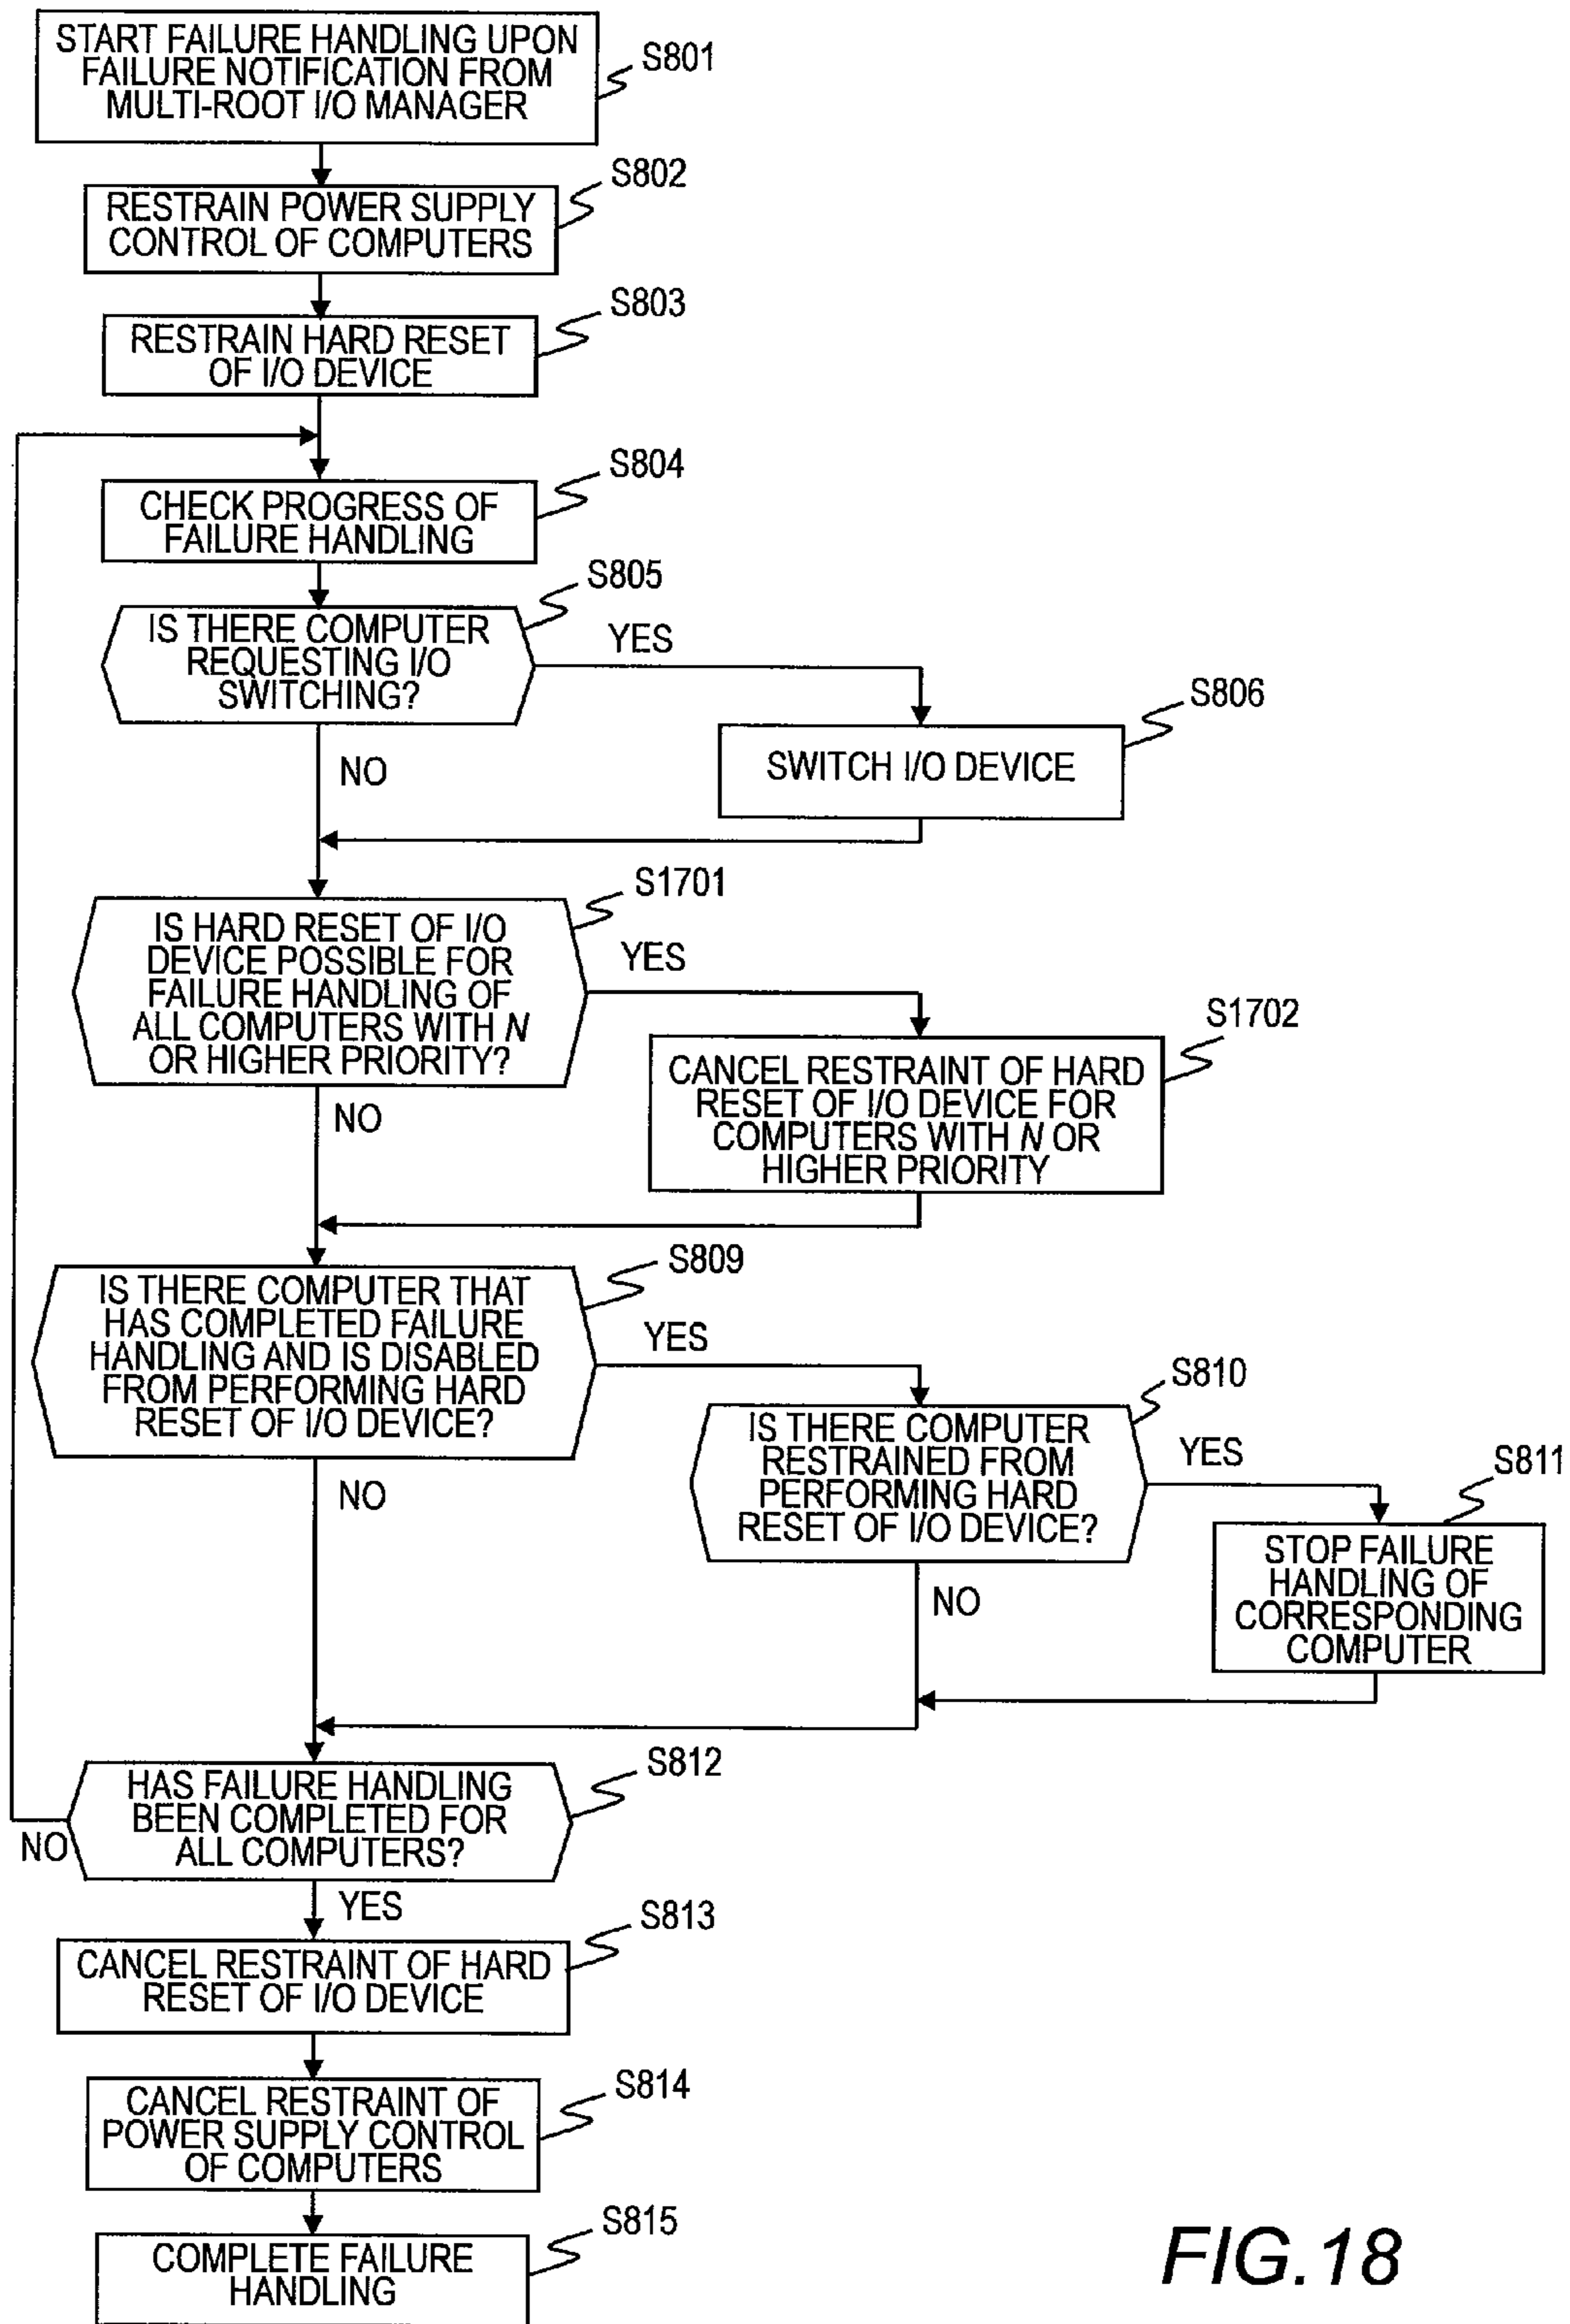 START FAILURE HANDLING UPON
FAILURE NOTIFICATION FROM
MULTI-ROOT I/O MANAGER
S801
RESTRAIN POWER SUPPLY
CONTROL OF COMPUTERS
S802
RESTRAIN HARD RESET
OF I/O DEVICE
S803
CHECK PROGRESS OF
FAILURE HANDLING
S804
IS THERE COMPUTER
REQUESTING I/O
SWITCHING?
S805
YES
NO
SWITCH I/O DEVICE
S806
IS HARD RESET OF I/O
DEVICE POSSIBLE FOR
FAILURE HANDLING OF
ALL COMPUTERS WITH N
OR HIGHER PRIORITY?
S1701
YES
NO
CANCEL RESTRAINT OF HARD
RESET OF I/O DEVICE FOR
COMPUTERS WITH N OR
HIGHER PRIORITY
S1702
IS THERE COMPUTER THAT
HAS COMPLETED FAILURE
HANDLING AND IS DISABLED
FROM PERFORMING HARD
RESET OF I/O DEVICE?
S809
YES
NO
IS THERE COMPUTER
RESTRAINED FROM
PERFORMING HARD
RESET OF I/O DEVICE?
S810
YES
NO
STOP FAILURE
HANDLING OF
CORRESPONDING
COMPUTER
S811
HAS FAILURE HANDLING
BEEN COMPLETED FOR
ALL COMPUTERS?
S812
NO
YES
CANCEL RESTRAINT OF HARD
RESET OF I/O DEVICE
S813
CANCEL RESTRAINT OF
POWER SUPPLY CONTROL
OF COMPUTERS
S814
COMPLETE FAILURE
HANDLING
S815
FIG.18